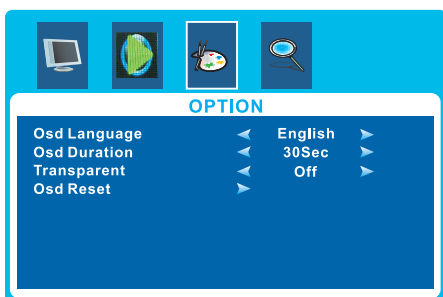 OPTION
Osd Language English
Osd Duration 30Sec
Transparent Off
Osd Reset